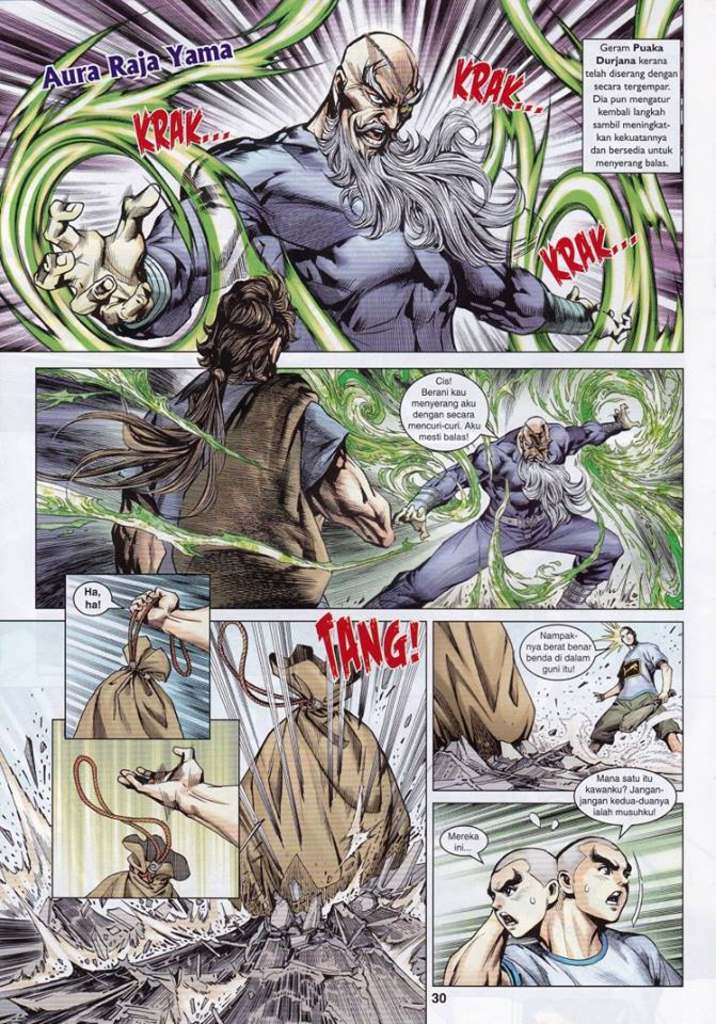 Aura Raja Yama
KRAK...
KRAK...
KRAK...
Geram Puaka
Durjana kerana
telah diserang dengan
secara tergempar.
Dia pun mengatur
kembali langkah
sambil meningkat-
kan kekuatannya
dan bersedia untuk
menyerang balas.
Cis!
Berani kau
menyerang aku
dengan secara
mencuri-curi. Aku
mesti balas!
Ha,
ha!
TANG!
Nampak-
nya berat benar
benda di dalam
guni itu!
Mana satu itu
kawanku? Jangan-
jangan kedua-duanya
ialah musuhku!
Mereka
ini...
30